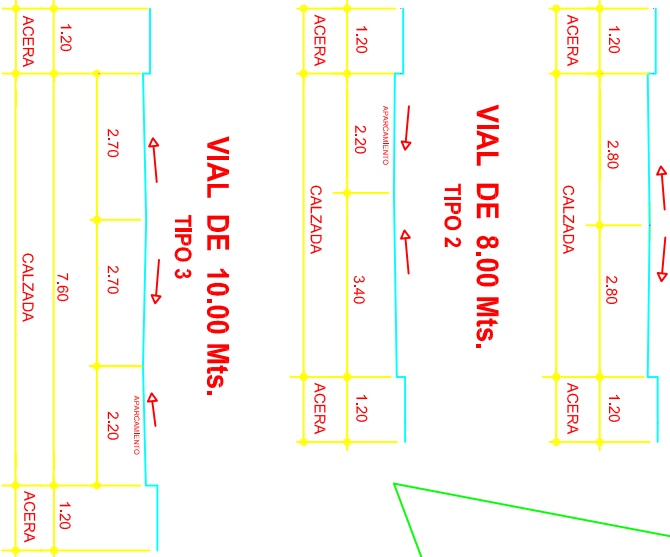 1.20 2.80 2.80 1.20
ACERA CALZADA ACERA
VIAL DE 8.00 Mts.
TIPO 2
APARCAMIENTO
1.20 2.20 3.40 1.20
ACERA CALZADA ACERA
VIAL DE 10.00 Mts.
TIPO 3
APARCAMIENTO
2.70 2.70 2.20
1.20 7.60 1.20
ACERA CALZADA ACERA